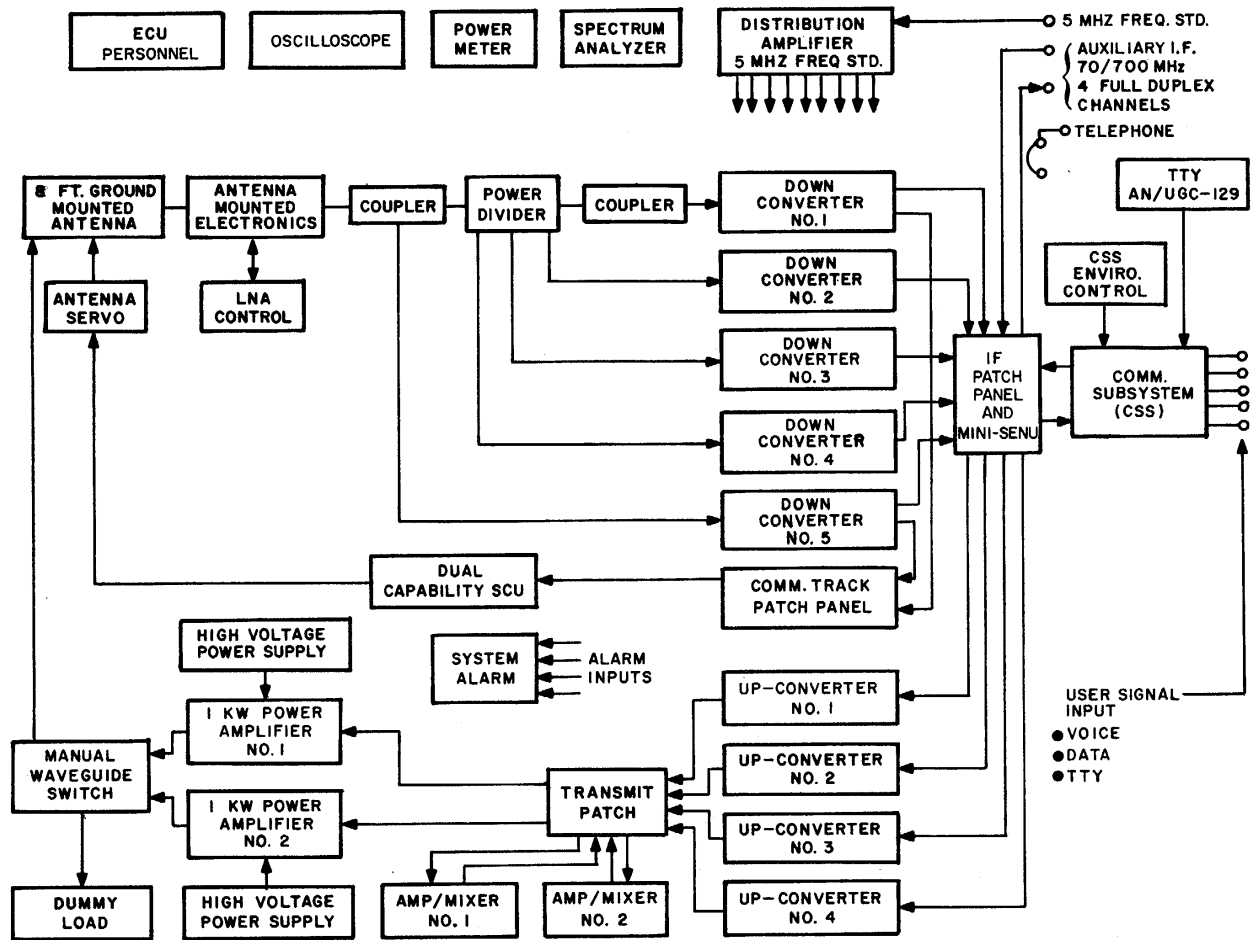 ECU
PERSONNEL
OSCILLOSCOPE
POWER
METER
SPECTRUM
ANALYZER
DISTRIBUTION
AMPLIFIER
5 MHZ FREQ STD.
5 MHZ FREQ. STD.
AUXILIARY I.F.
70/700 MHz
4 FULL DUPLEX
CHANNELS
TELEPHONE
TTY
AN/UGC-129
8 FT. GROUND
MOUNTED
ANTENNA
ANTENNA
MOUNTED
ELECTRONICS
COUPLER
POWER
DIVIDER
COUPLER
DOWN
CONVERTER
NO. 1
ANTENNA
SERVO
LNA
CONTROL
DOWN
CONVERTER
NO. 2
CSS
ENVIRO.
CONTROL
DOWN
CONVERTER
NO. 3
IF
PATCH
PANEL
AND
MINI-SENU
COMM.
SUBSYSTEM
(CSS)
DOWN
CONVERTER
NO. 4
DOWN
CONVERTER
NO. 5
DUAL
CAPABILITY SCU
COMM. TRACK
PATCH PANEL
HIGH VOLTAGE
POWER SUPPLY
SYSTEM
ALARM
ALARM
INPUTS
UP-CONVERTER
NO. 1
USER SIGNAL
INPUT
● VOICE
● DATA
● TTY
1 KW POWER
AMPLIFIER
NO. 1
MANUAL
WAVEGUIDE
SWITCH
UP-CONVERTER
NO. 2
TRANSMIT
PATCH
1 KW POWER
AMPLIFIER
NO. 2
UP-CONVERTER
NO. 3
DUMMY
LOAD
HIGH VOLTAGE
POWER SUPPLY
AMP/MIXER
NO. 1
AMP/MIXER
NO. 2
UP-CONVERTER
NO. 4